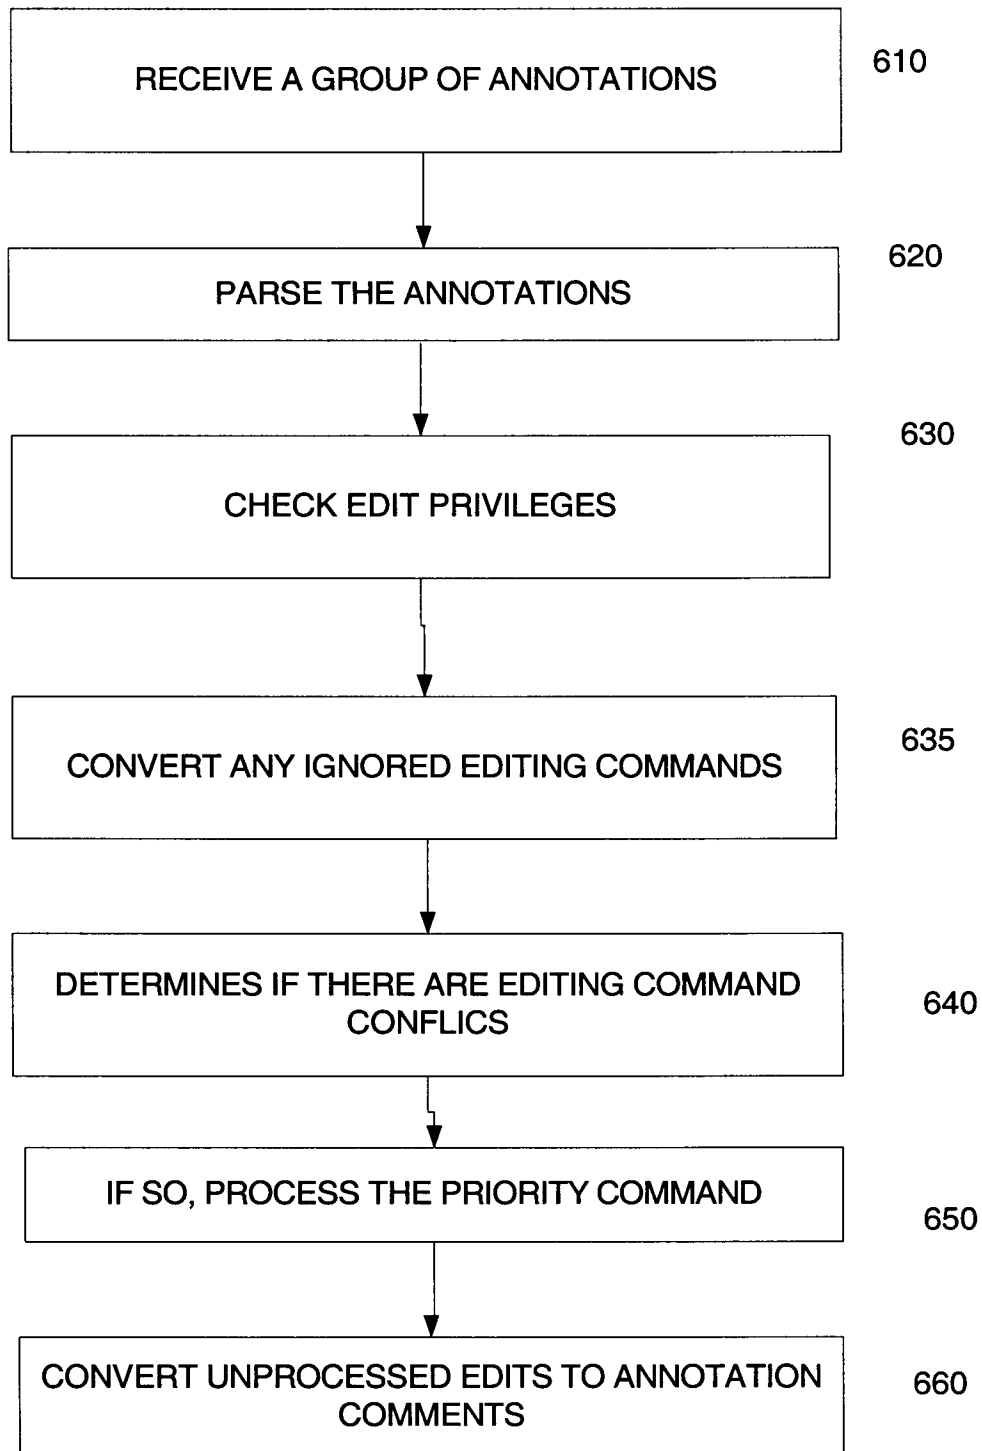 RECEIVE A GROUP OF ANNOTATIONS
610
PARSE THE ANNOTATIONS
620
CHECK EDIT PRIVILEGES
630
CONVERT ANY IGNORED EDITING COMMANDS
635
DETERMINES IF THERE ARE EDITING COMMAND
CONFLICS
640
IF SO, PROCESS THE PRIORITY COMMAND
650
CONVERT UNPROCESSED EDITS TO ANNOTATION
COMMENTS
660